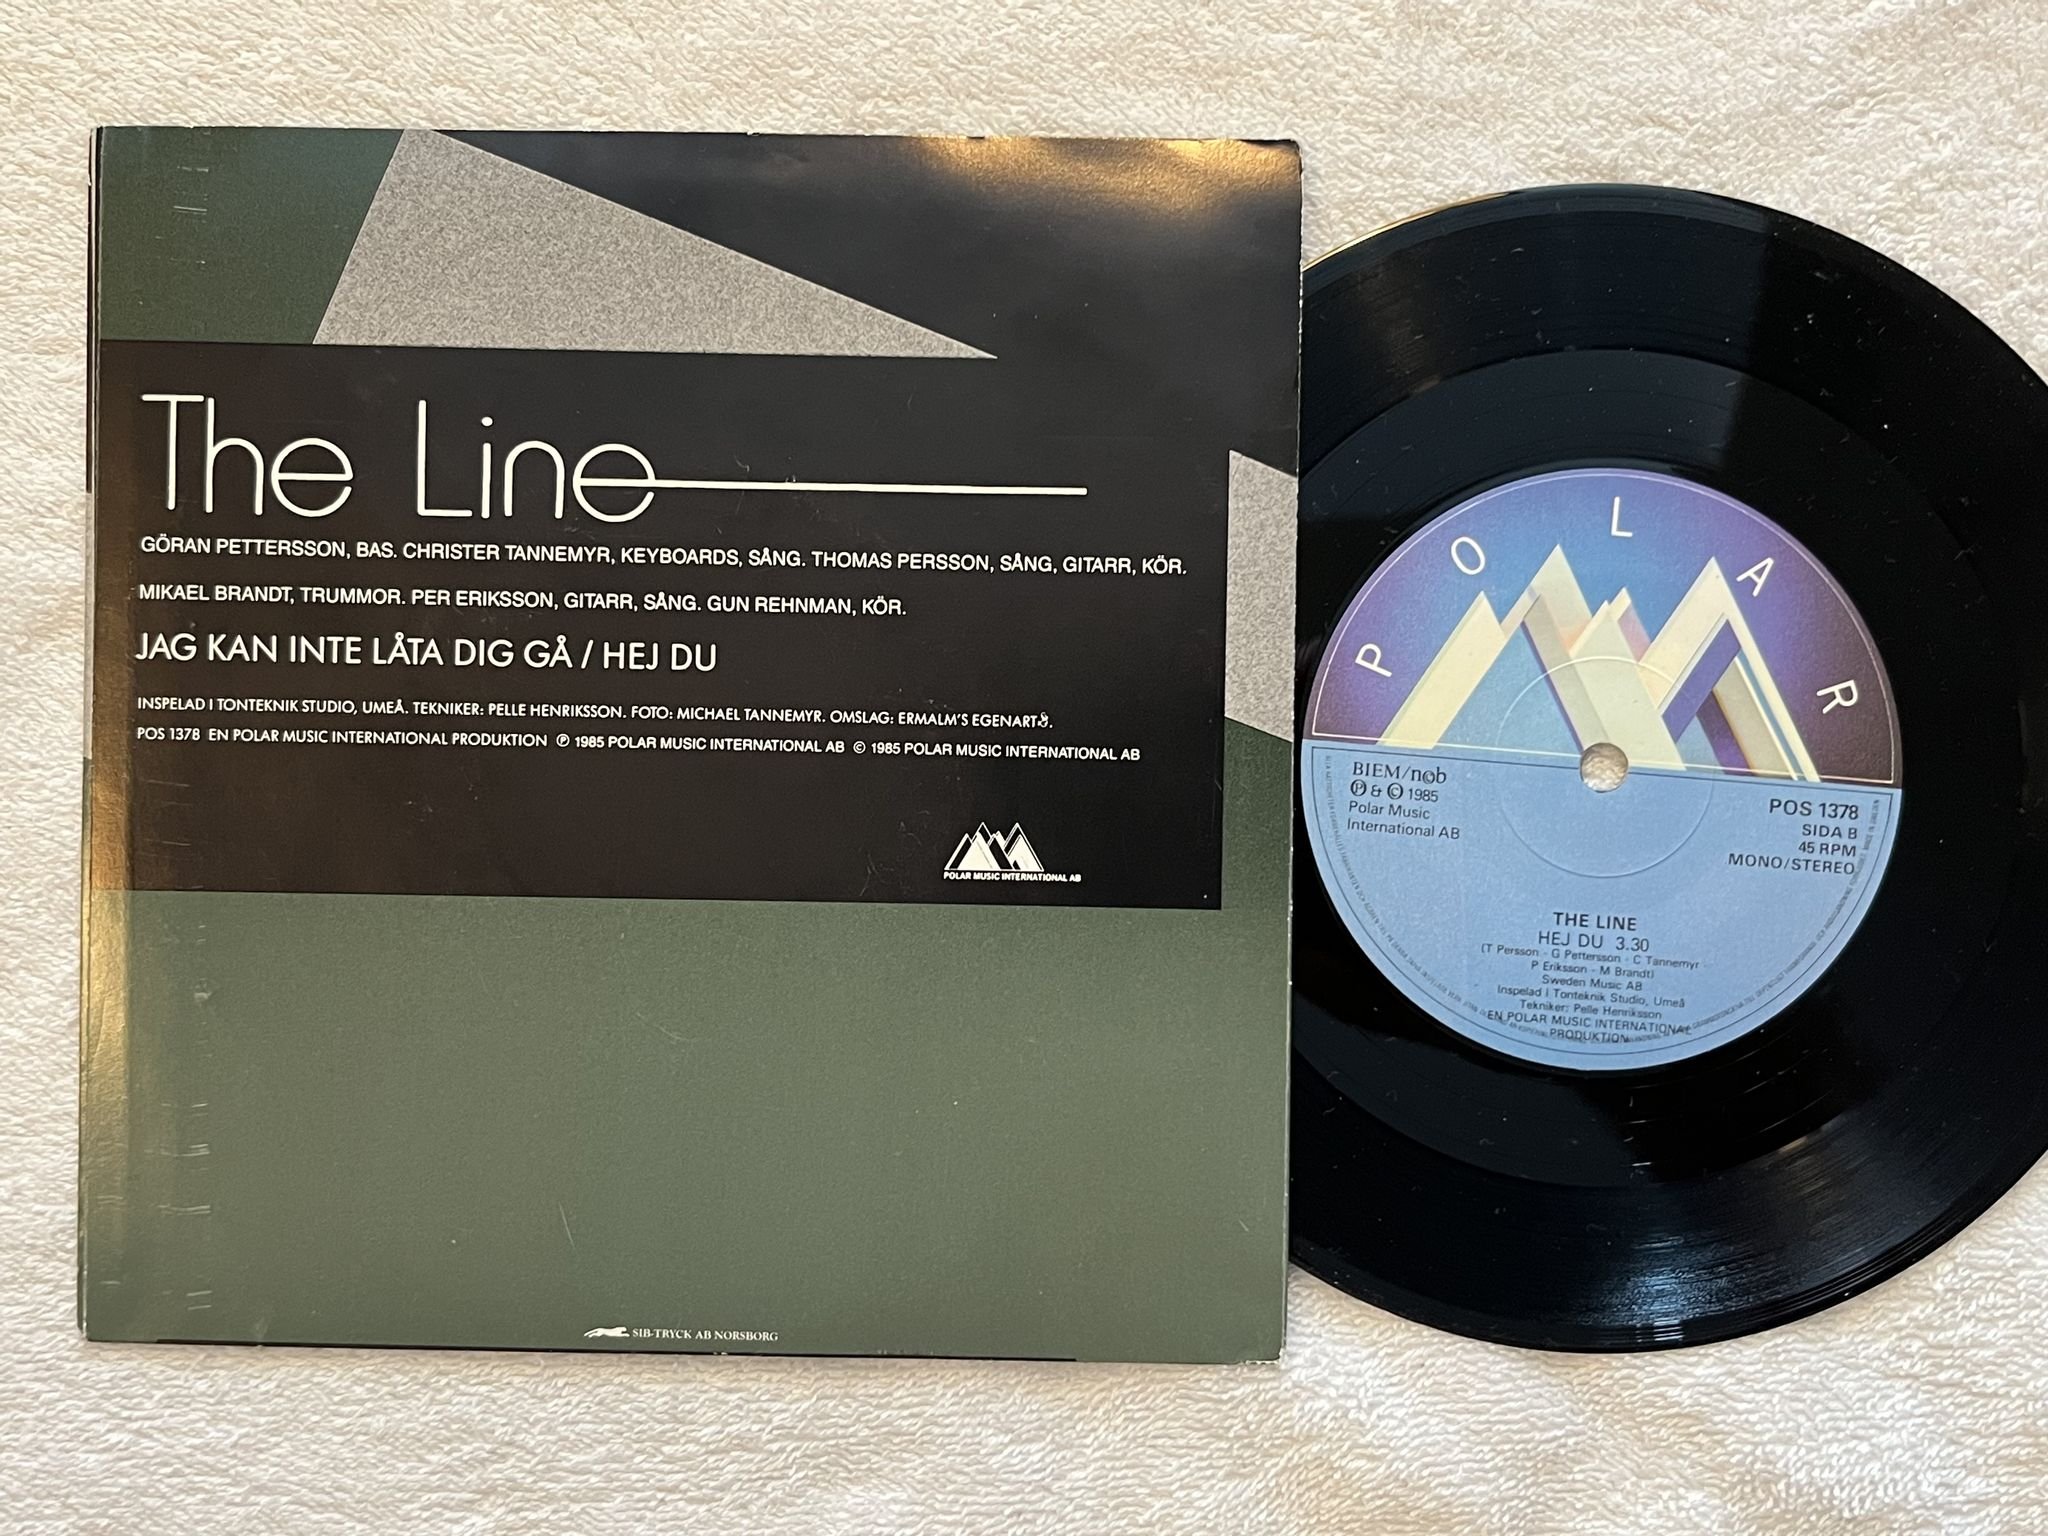 The Line
GÖRAN PETTERSSON, BAS. CHRISTER TANNEMYR, KEYBOARDS, SÅNG. THOMAS PERSSON, SÅNG, GITARR, KÖR.
MIKAEL BRANDT, TRUMMOR. PER ERIKSSON, GITARR, SÅNG. GUN REHNMAN, KÖR.
JAG KAN INTE LÅTA DIG GÅ / HEJ DU
INSPELAD I TONTEKNIK STUDIO, UMEÅ. TEKNIKER: PELLE HENRIKSSON. FOTO: MICHAEL TANNEMYR. OMSLAG: ERMALM'S EGENART
POS 1378 EN POLAR MUSIC INTERNATIONAL PRODUKTION ℗ 1985 POLAR MUSIC INTERNATIONAL AB © 1985 POLAR MUSIC INTERNATIONAL AB
POLAR MUSIC INTERNATIONAL AB
SIB-TRYCK AB NORSBORG
POLAR
BIEM/ncb
℗ & © 1985
Polar Music
International AB
POS 1378
SIDA B
45 RPM
MONO/STEREO
THE LINE
HEJ DU 3.30
(T Persson - G Pettersson - C Tannemyr -
P Eriksson - M Brandt)
Sweden Music AB
Inspelad i Tonteknik Studio, Umeå
Tekniker: Pelle Henriksson
EN POLAR MUSIC INTERNATIONAL
PRODUKTION